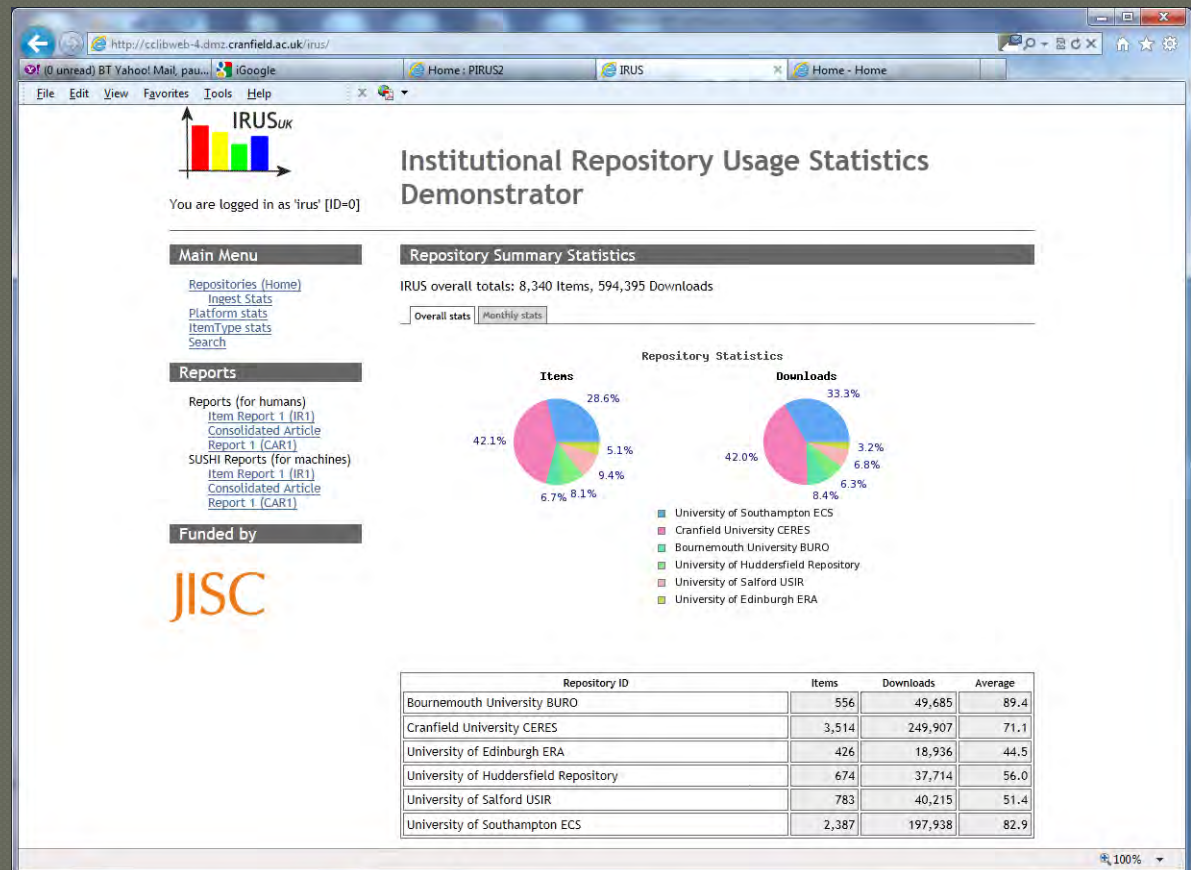 http://cclibweb-4.dmz.cranfield.ac.uk/irus/
(0 unread) BT Yahoo! Mail, pau... iGoogle Home : PIRUS2 IRUS Home - Home
File Edit View Favorites Tools Help
IRUSUK
You are logged in as 'irus' [ID=0]
Institutional Repository Usage Statistics
Demonstrator
Main Menu
Repositories (Home)
Ingest Stats
Platform stats
ItemType stats
Search
Reports
Reports (for humans)
Item Report 1 (IR1)
Consolidated Article
Report 1 (CAR1)
SUSHI Reports (for machines)
Item Report 1 (IR1)
Consolidated Article
Report 1 (CAR1)
Funded by
JISC
Repository Summary Statistics
IRUS overall totals: 8,340 Items, 594,395 Downloads
Overall stats Monthly stats
Repository Statistics
Items
28.6%
42.1%
5.1%
9.4%
6.7% 8.1%
Downloads
33.3%
42.0%
3.2%
6.8%
6.3%
8.4%
University of Southampton ECS
Cranfield University CERES
Bournemouth University BURO
University of Huddersfield Repository
University of Salford USIR
University of Edinburgh ERA
Repository ID Items Downloads Average
Bournemouth University BURO 556 49,685 89.4
Cranfield University CERES 3,514 249,907 71.1
University of Edinburgh ERA 426 18,936 44.5
University of Huddersfield Repository 674 37,714 56.0
University of Salford USIR 783 40,215 51.4
University of Southampton ECS 2,387 197,938 82.9
100%